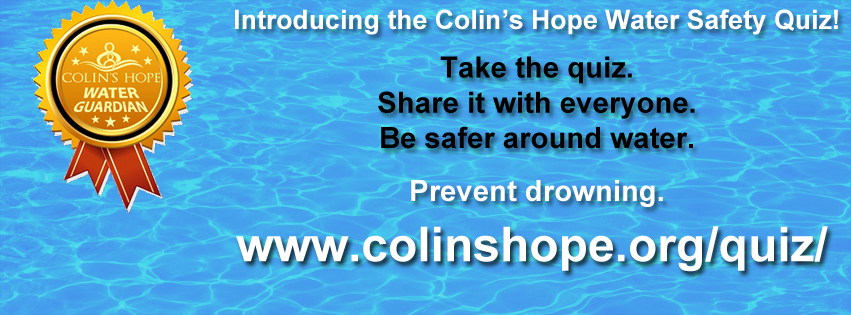 Introducing the Colin's Hope Water Safety Quiz!
COLIN'S HOPE
WATER
GUARDIAN
Take the quiz.
Share it with everyone.
Be safer around water.
Prevent drowning.
www.colinshope.org/quiz/